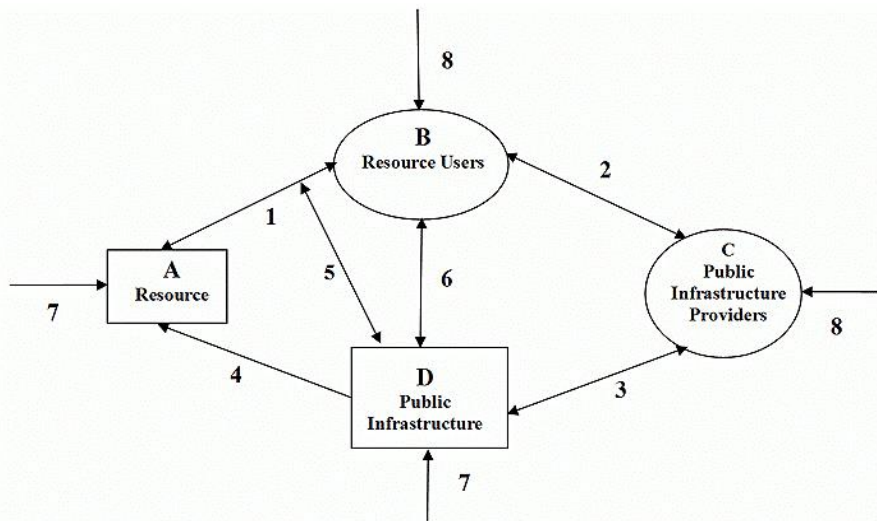 8
B
Resource Users
2
1
A
Resource
5
6
C
Public
Infrastructure
Providers
7
8
4
D
Public
Infrastructure
3
7